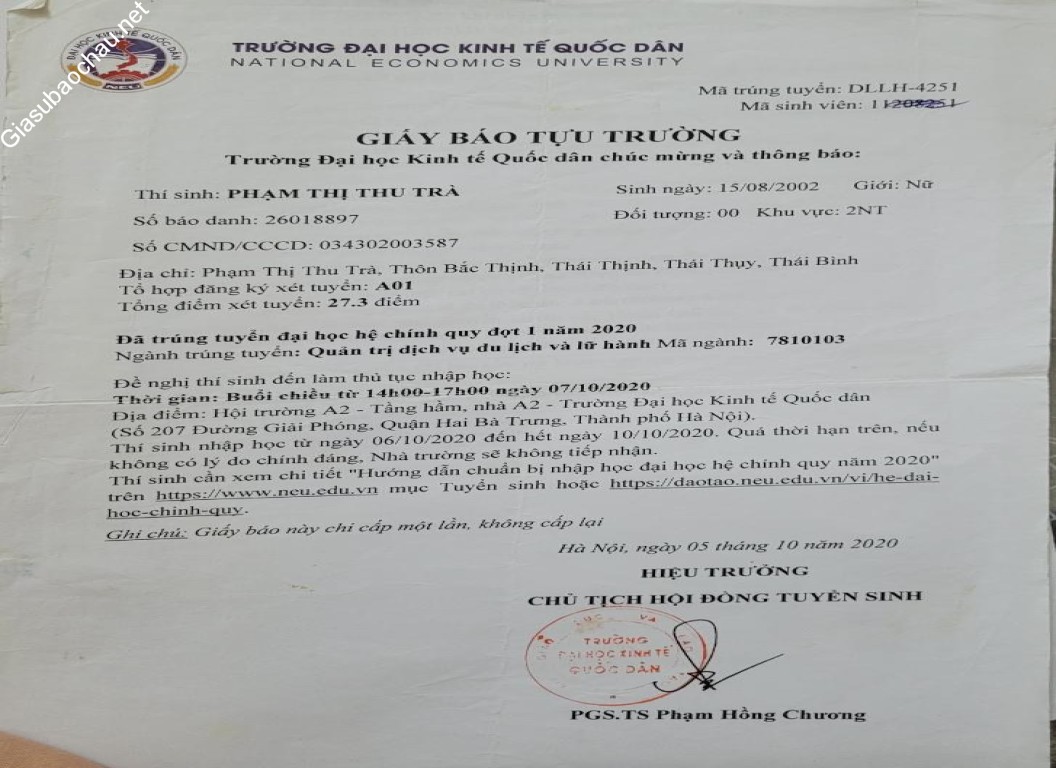 Giasubaochau.net
ĐẠI HỌC KINH TẾ QUỐC DÂN
NEU
TRƯỜNG ĐẠI HỌC KINH TẾ QUỐC DÂN
NATIONAL ECONOMICS UNIVERSITY
Mã trúng tuyển: DLLH-4251
Mã sinh viên: 11208251
GIẤY BÁO TỰU TRƯỜNG
Trường Đại học Kinh tế Quốc dân chúc mừng và thông báo:
Thí sinh: PHẠM THỊ THU TRÀ Sinh ngày: 15/08/2002 Giới: Nữ
Số báo danh: 26018897 Đối tượng: 00 Khu vực: 2NT
Số CMND/CCCD: 034302003587
Địa chỉ: Phạm Thị Thu Trà, Thôn Bắc Thịnh, Thái Thịnh, Thái Thụy, Thái Bình
Tổ hợp đăng ký xét tuyển: A01
Tổng điểm xét tuyển: 27.3 điểm
Đã trúng tuyển đại học hệ chính quy đợt 1 năm 2020
Ngành trúng tuyển: Quản trị dịch vụ du lịch và lữ hành Mã ngành: 7810103
Đề nghị thí sinh đến làm thủ tục nhập học:
Thời gian: Buổi chiều từ 14h00-17h00 ngày 07/10/2020
Địa điểm: Hội trường A2 - Tầng hầm, nhà A2 - Trường Đại học Kinh tế Quốc dân
(Số 207 Đường Giải Phóng, Quận Hai Bà Trưng, Thành phố Hà Nội).
Thí sinh nhập học từ ngày 06/10/2020 đến hết ngày 10/10/2020. Quá thời hạn trên, nếu
không có lý do chính đáng, Nhà trường sẽ không tiếp nhận.
Thí sinh cần xem chi tiết "Hướng dẫn chuẩn bị nhập học đại học hệ chính quy năm 2020"
trên https://www.neu.edu.vn mục Tuyển sinh hoặc https://daotao.neu.edu.vn/vi/he-dai-
hoc-chinh-quy.
Ghi chú: Giấy báo này chỉ cấp một lần, không cấp lại
Hà Nội, ngày 05 tháng 10 năm 2020
HIỆU TRƯỞNG
CHỦ TỊCH HỘI ĐỒNG TUYỂN SINH
TRƯỜNG
ĐẠI HỌC KINH TẾ
QUỐC DÂN
PGS.TS Phạm Hồng Chương